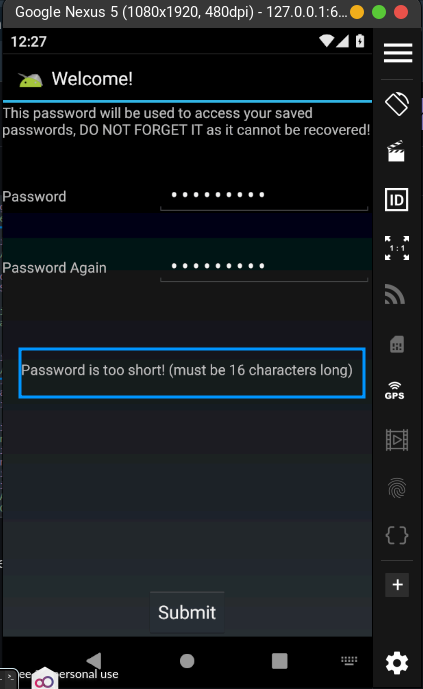 Google Nexus 5 (1080x1920, 480dpi) - 127.0.0.1:6...
12:27
Welcome!
This password will be used to access your saved
passwords, DO NOT FORGET IT as it cannot be recovered!
Password
Password Again
Password is too short! (must be 16 characters long)
Submit
personal use
ID
1:1
GPS